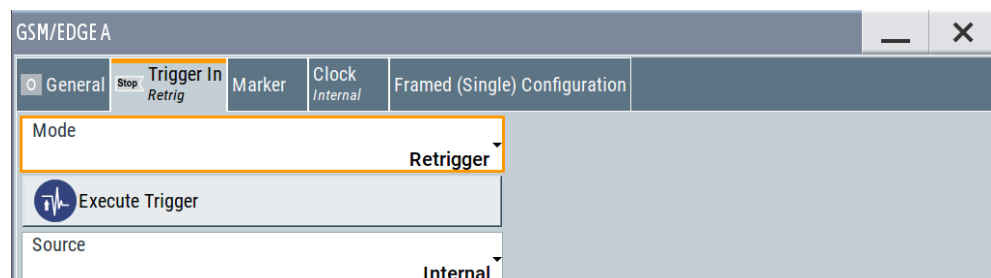 GSM/EDGE A
General
Stop
Trigger In
Retrig
Marker
Clock
Internal
Framed (Single) Configuration
Mode
Retrigger
Execute Trigger
Source
Internal